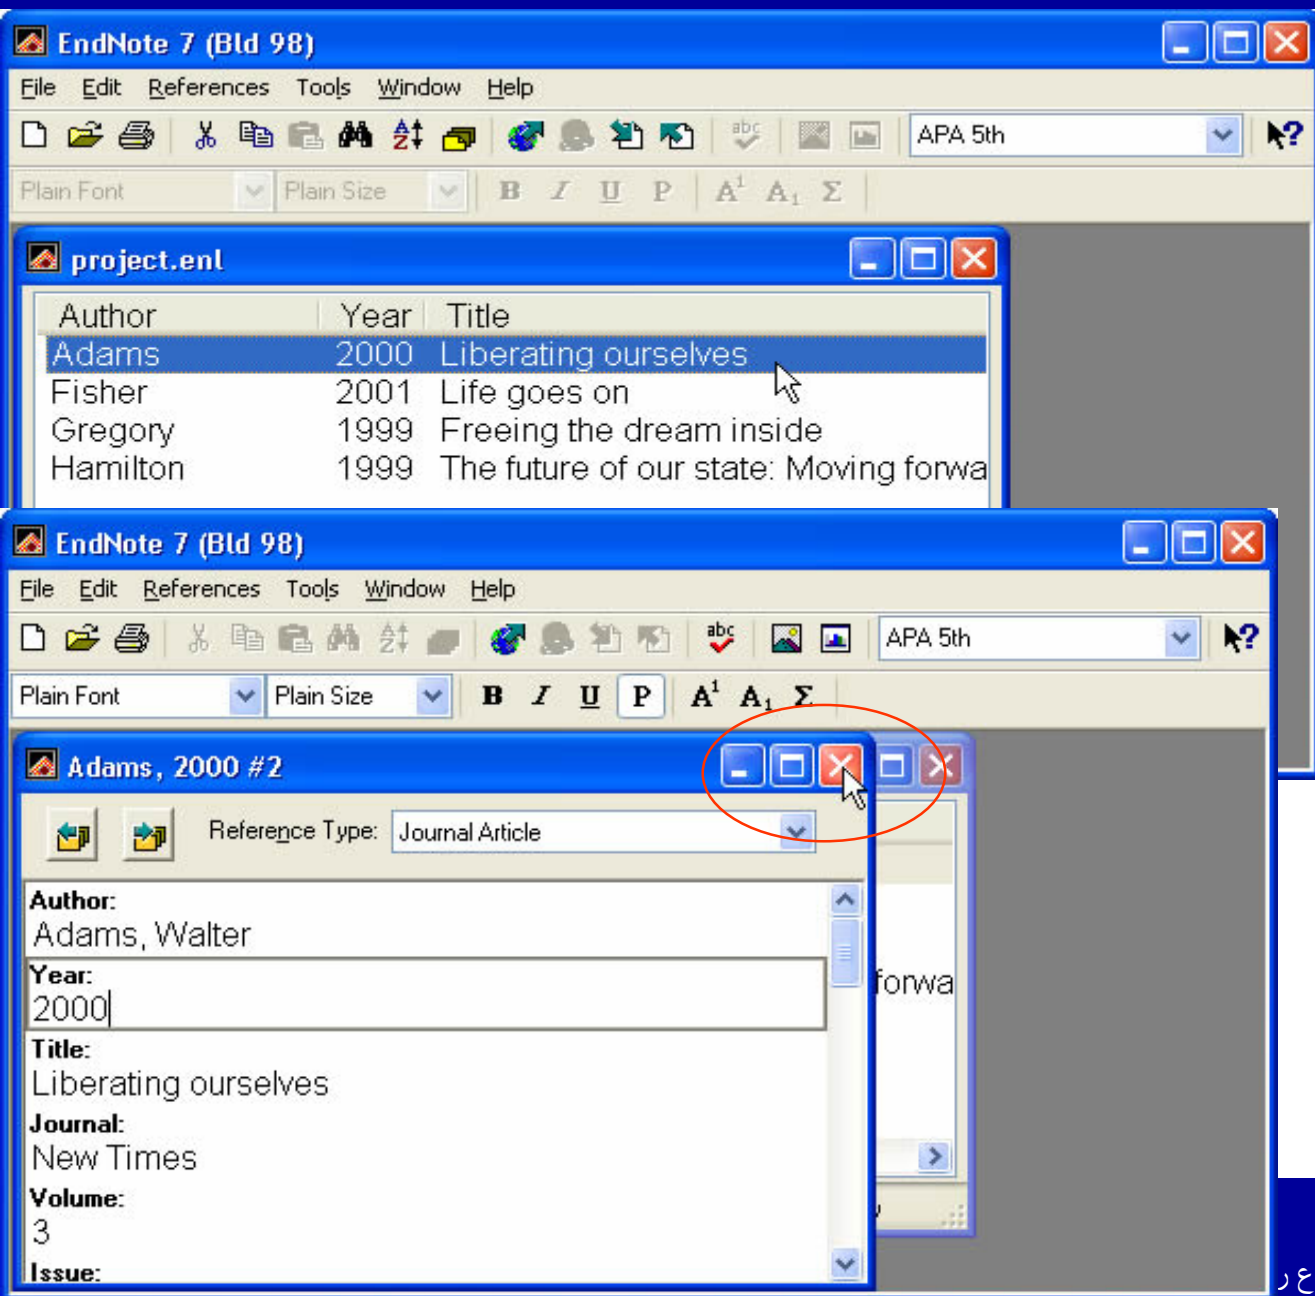 EndNote 7 (Bld 98)
File Edit References Tools Window Help
APA 5th
Plain Font Plain Size B I U P A¹ A₁ Σ
project.enl
Author Year Title
Adams 2000 Liberating ourselves
Fisher 2001 Life goes on
Gregory 1999 Freeing the dream inside
Hamilton 1999 The future of our state: Moving forwa
EndNote 7 (Bld 98)
File Edit References Tools Window Help
abc APA 5th
Plain Font Plain Size B I U P A¹ A₁ Σ
Adams, 2000 #2
Reference Type: Journal Article
Author:
Adams, Walter
Year:
2000
forwa
Title:
Liberating ourselves
Journal:
New Times
Volume:
3
Issue:
ع ر